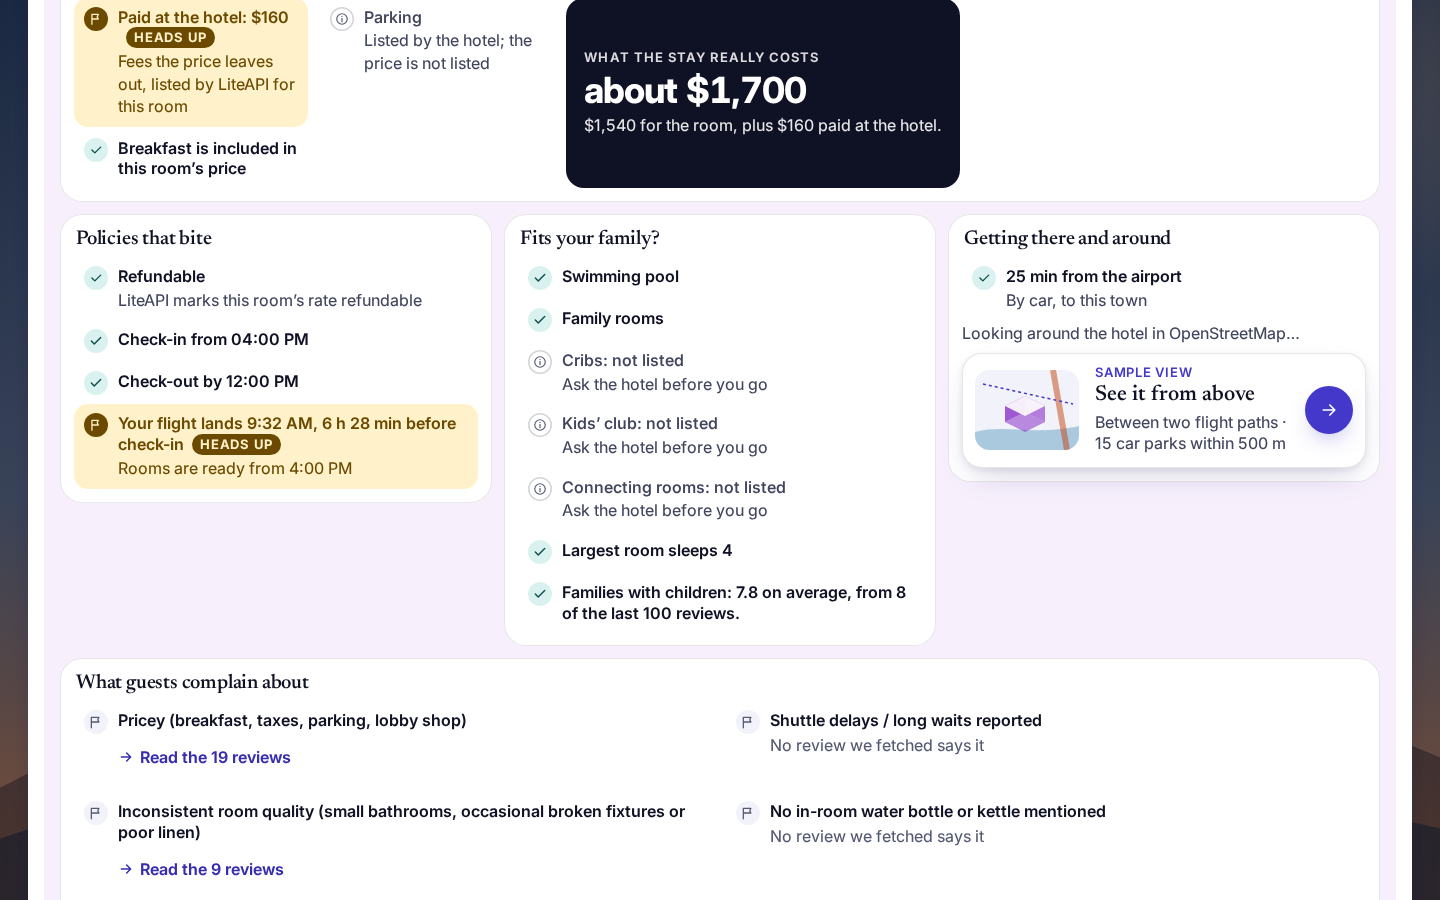 Paid at the hotel: $160
HEADS UP
Fees the price leaves
out, listed by LiteAPI for
this room
Breakfast is included in
this room's price
Parking
Listed by the hotel; the
price is not listed
WHAT THE STAY REALLY COSTS
about $1,700
$1,540 for the room, plus $160 paid at the hotel.
Policies that bite
Refundable
LiteAPI marks this room's rate refundable
Check-in from 04:00 PM
Check-out by 12:00 PM
Your flight lands 9:32 AM, 6 h 28 min before
check-in HEADS UP
Rooms are ready from 4:00 PM
Fits your family?
Swimming pool
Family rooms
Cribs: not listed
Ask the hotel before you go
Kids' club: not listed
Ask the hotel before you go
Connecting rooms: not listed
Ask the hotel before you go
Largest room sleeps 4
Families with children: 7.8 on average, from 8
of the last 100 reviews.
Getting there and around
25 min from the airport
By car, to this town
Looking around the hotel in OpenStreetMap...
SAMPLE VIEW
See it from above
Between two flight paths ·
15 car parks within 500 m
What guests complain about
Pricey (breakfast, taxes, parking, lobby shop)
→ Read the 19 reviews
Shuttle delays / long waits reported
No review we fetched says it
Inconsistent room quality (small bathrooms, occasional broken fixtures or
poor linen)
→ Read the 9 reviews
No in-room water bottle or kettle mentioned
No review we fetched says it